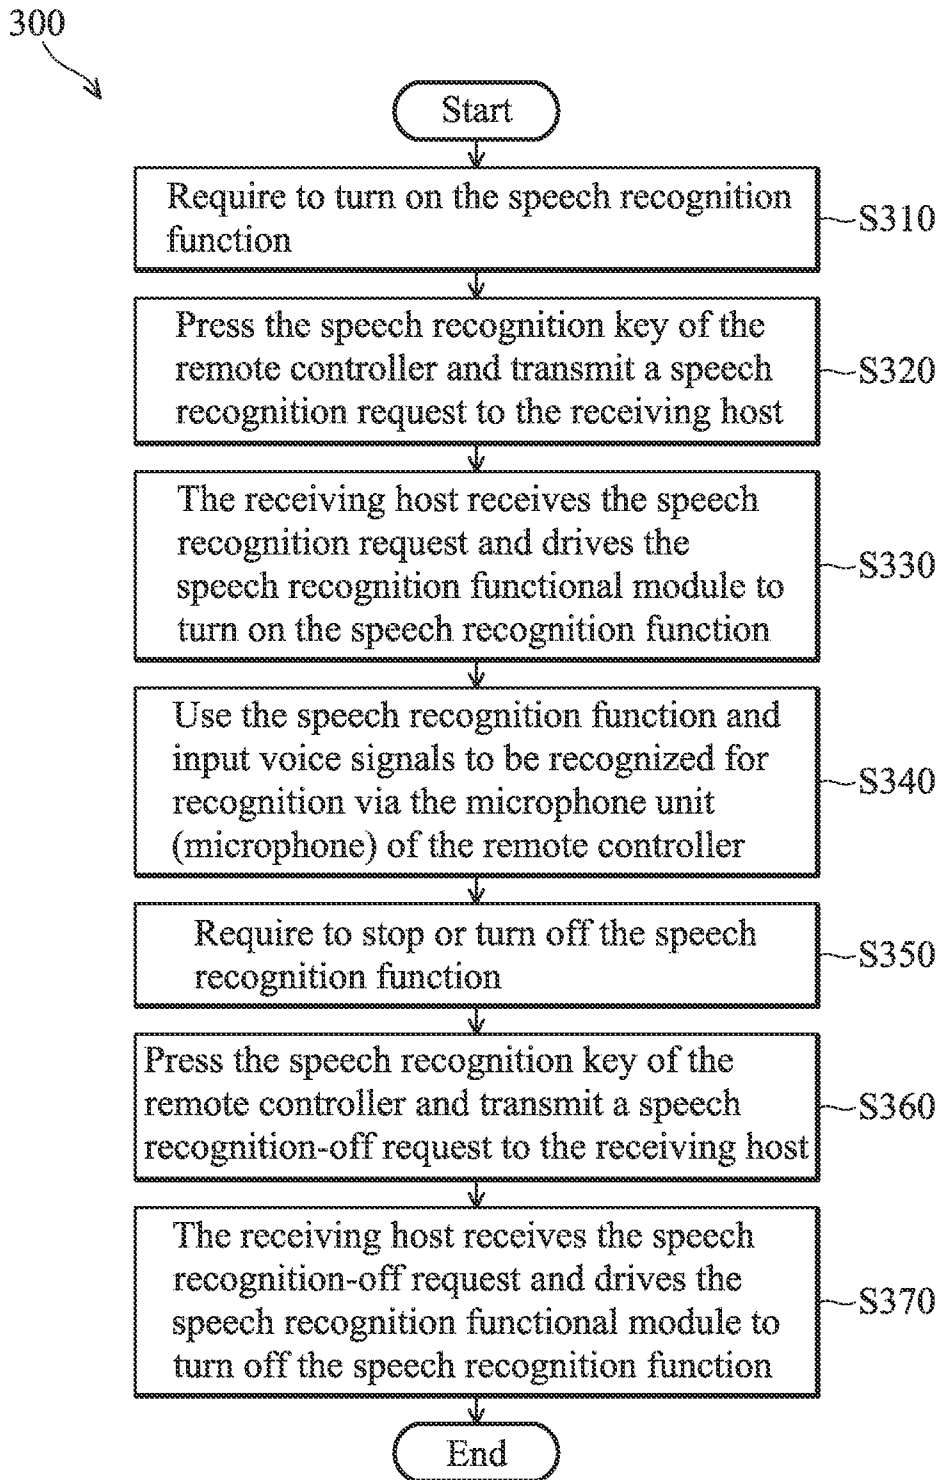 300
Start
Require to turn on the speech recognition
function
S310
Press the speech recognition key of the
remote controller and transmit a speech
recognition request to the receiving host
S320
The receiving host receives the speech
recognition request and drives the
speech recognition functional module to
turn on the speech recognition function
S330
Use the speech recognition function and
input voice signals to be recognized for
recognition via the microphone unit
(microphone) of the remote controller
S340
Require to stop or turn off the speech
recognition function
S350
Press the speech recognition key of the
remote controller and transmit a speech
recognition-off request to the receiving host
S360
The receiving host receives the speech
recognition-off request and drives the
speech recognition functional module to
turn off the speech recognition function
S370
End